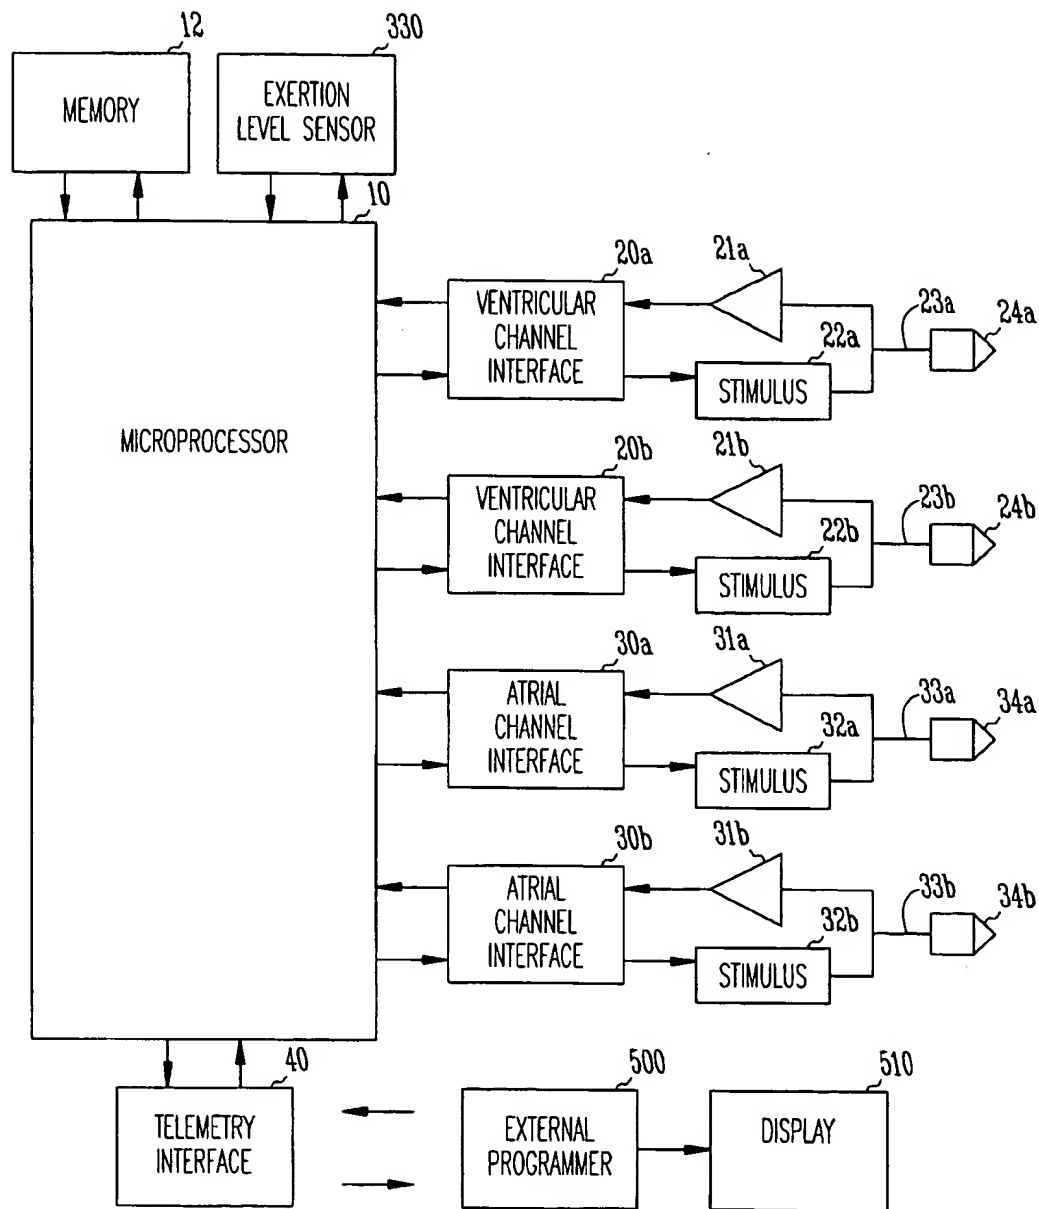 12
330
MEMORY
EXERTION
LEVEL SENSOR
10
MICROPROCESSOR
20a
VENTRICULAR
CHANNEL
INTERFACE
21a
22a
STIMULUS
23a
24a
20b
VENTRICULAR
CHANNEL
INTERFACE
21b
22b
STIMULUS
23b
24b
30a
ATRIAL
CHANNEL
INTERFACE
31a
32a
STIMULUS
33a
34a
30b
ATRIAL
CHANNEL
INTERFACE
31b
32b
STIMULUS
33b
34b
40
TELEMETRY
INTERFACE
500
EXTERNAL
PROGRAMMER
510
DISPLAY